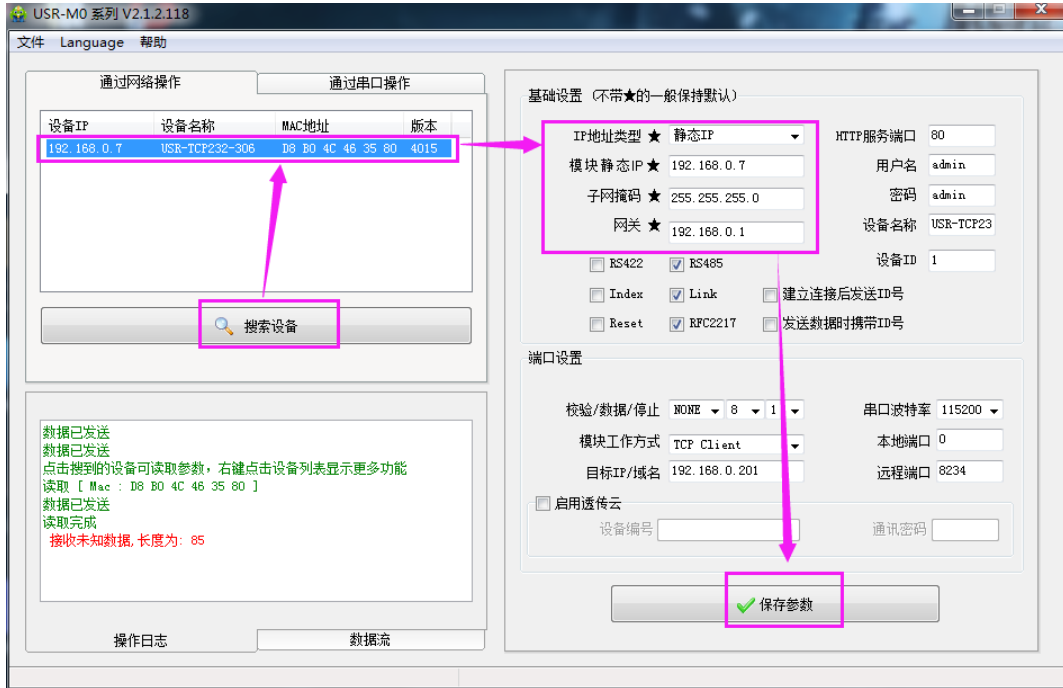 USR-M0 系列 V2.1.2.118
文件 Language 帮助
通过网络操作 通过串口操作
设备IP 设备名称 MAC地址 版本
192.168.0.7 USR-TCP232-306 D8 B0 4C 46 35 80 4015
搜索设备
数据已发送
数据已发送
点击搜到的设备可读取参数，右键点击设备列表显示更多功能
读取 [ Mac : D8 B0 4C 46 35 80 ]
数据已发送
读取完成
接收未知数据,长度为: 85
操作日志 数据流
基础设置 （不带★的一般保持默认）
IP地址类型 ★ 静态IP HTTP服务端口 80
模块静态IP★ 192.168.0.7 用户名 admin
子网掩码 ★ 255.255.255.0 密码 admin
网关 ★ 192.168.0.1 设备名称 USR-TCP23
RS422 RS485 设备ID 1
Index Link 建立连接后发送ID号
Reset RFC2217 发送数据时携带ID号
端口设置
校验/数据/停止 NONE 8 1 串口波特率 115200
模块工作方式 TCP Client 本地端口 0
目标IP/域名 192.168.0.201 远程端口 8234
启用透传云
设备编号 通讯密码
保存参数